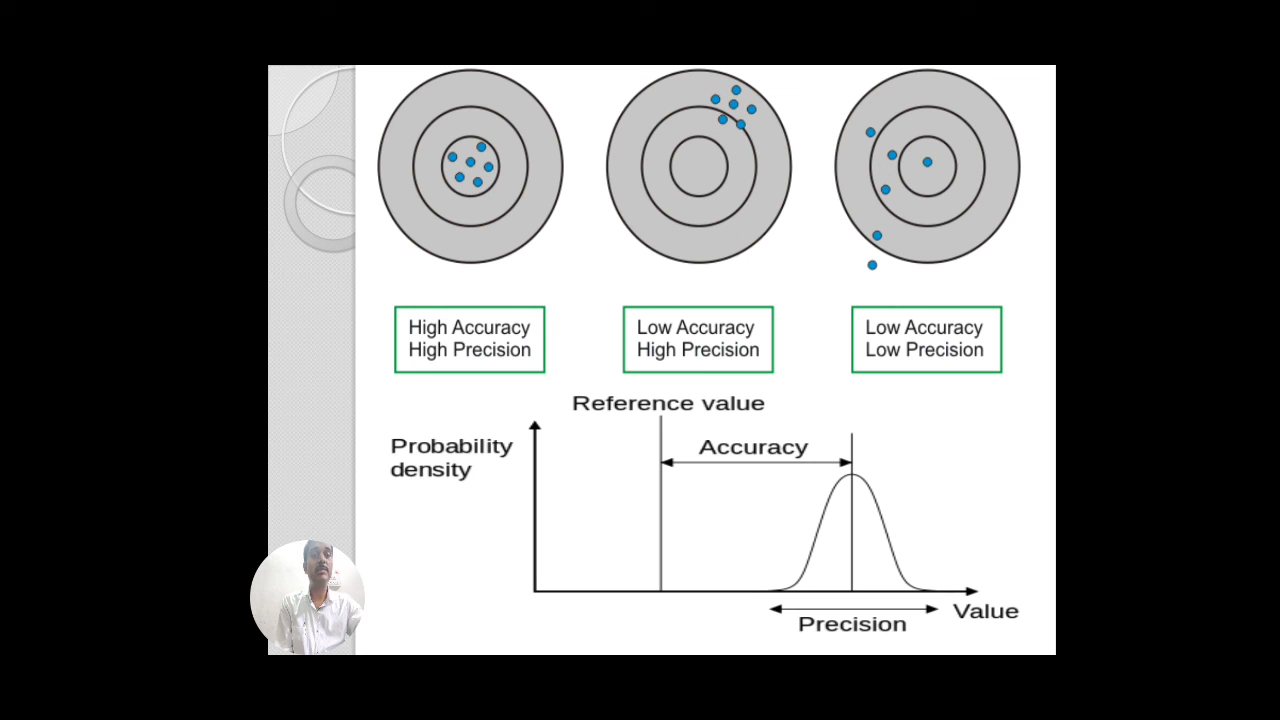 High Accuracy
High Precision
Low Accuracy
High Precision
Low Accuracy
Low Precision
Reference value
Probability
density
Accuracy
Value
Precision